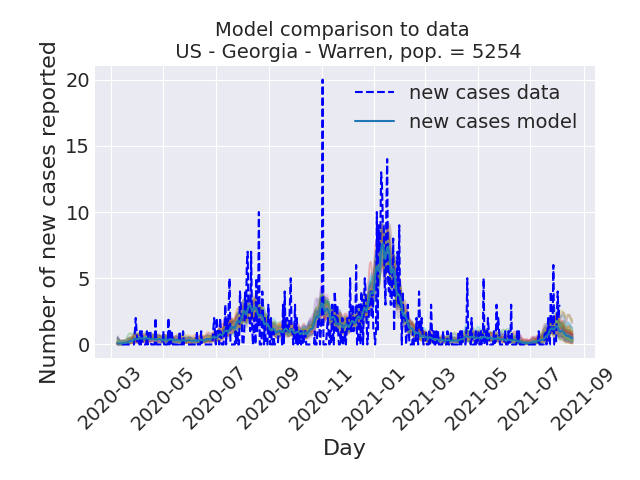 Model comparison to data
US - Georgia - Warren, pop. = 5254
Number of new cases reported
20
15
10
5
0
new cases data
new cases model
2020-03
2020-05
2020-07
2020-09
2020-11
2021-01
2021-03
2021-05
2021-07
2021-09
Day